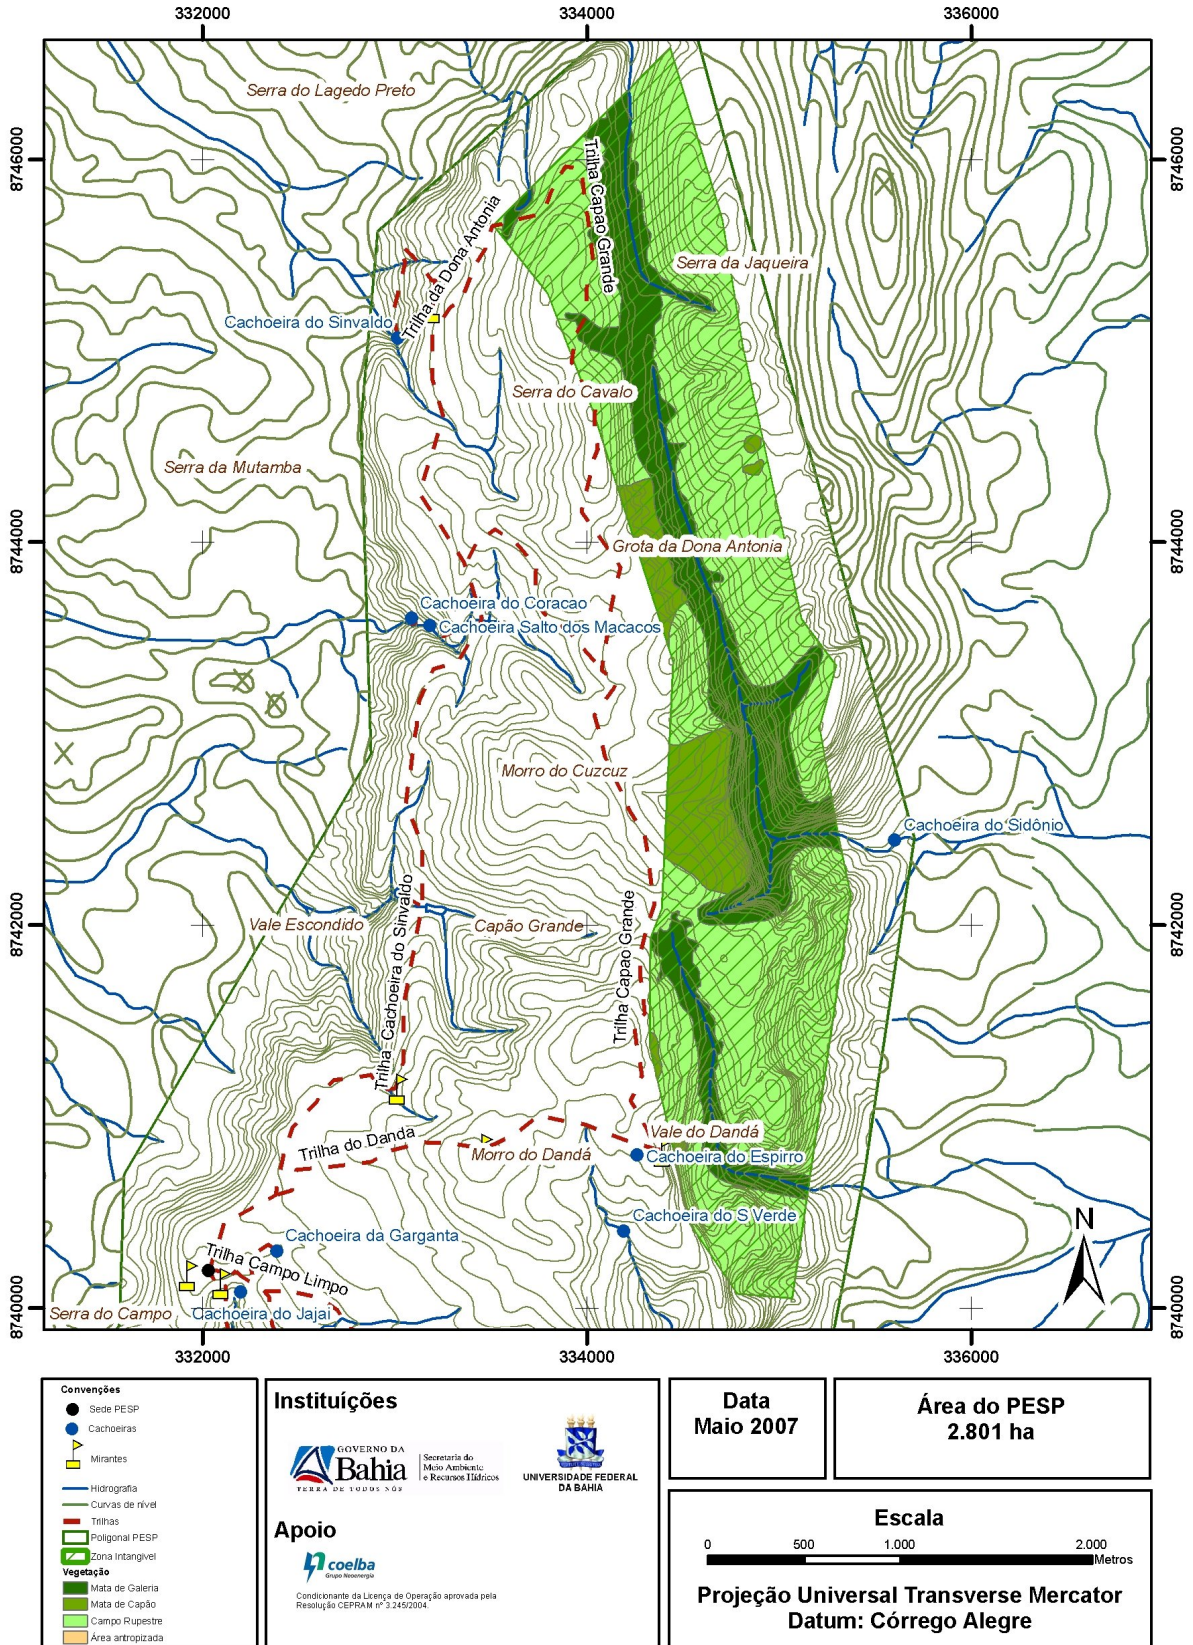 332000
334000
336000
8746000
8746000
Serra do Lagedo Preto
Trilha Capao Grande
Trilha da Dona Antonia
Serra da Jaqueira
Cachoeira do Sinvaldo
Serra do Cavalo
Serra da Mutamba
8744000
8744000
Grota da Dona Antonia
Cachoeira do Coracao
Cachoeira Salto dos Macacos
Morro do Cuzcuz
Cachoeira do Sidônio
8742000
8742000
Vale Escondido
Capão Grande
Trilha Cachoeira do Sinvaldo
Trilha Capao Grande
Trilha do Danda
Morro do Dandá
Vale do Dandá
Cachoeira do Espirro
Cachoeira do S Verde
Cachoeira da Garganta
Trilha Campo Limpo
N
Serra do Campo
Cachoeira do Jajai
8740000
8740000
332000
334000
336000
Convenções
Sede PESP
Cachoeiras
Mirantes
Hidrografia
Curvas de nível
Trilhas
Poligonal PESP
Zona Intangivel
Vegetação
Mata de Galeria
Mata de Capão
Campo Rupestre
Área antropizada
Instituíções
GOVERNO DA
Bahia
TERRA DE TODOS NÓS
Secretaria do
Meio Ambiente
e Recursos Hídricos
UNIVERSIDADE FEDERAL
DA BAHIA
Apoio
coelba
Grupo Neoenergia
Condicionante da Licença de Operação aprovada pela
Resolução CEPRAM nº 3.245/2004.
Data
Maio 2007
Área do PESP
2.801 ha
Escala
0 500 1.000 2.000
Metros
Projeção Universal Transverse Mercator
Datum: Córrego Alegre